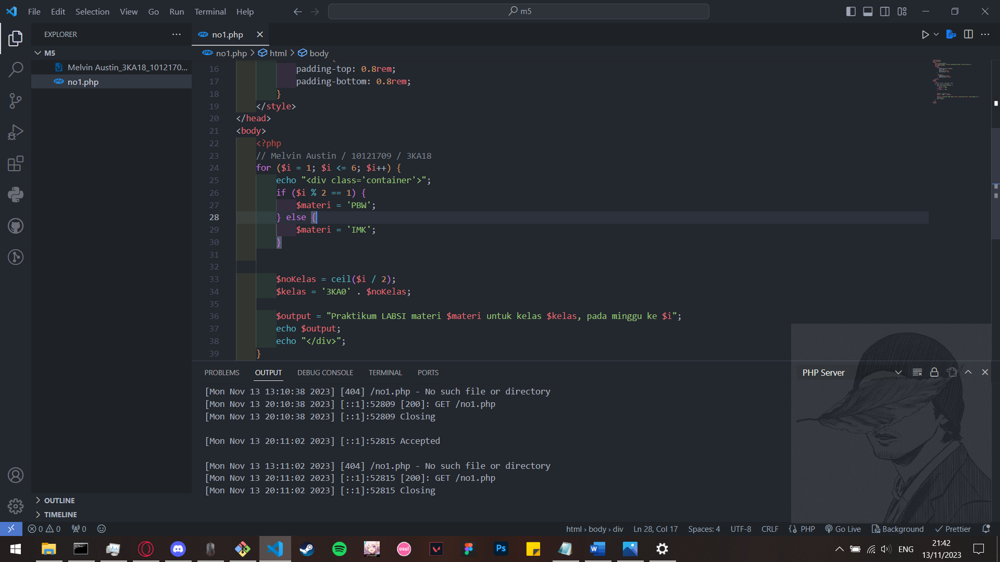 File Edit Selection View Go Run Terminal Help
m5
EXPLORER
no1.php
M5
Melvin Austin_3KA18_1012170...
no1.php
no1.php > html > body
16 padding-top: 0.8rem;
17 padding-bottom: 0.8rem;
18 }
19 </style>
20 </head>
21 <body>
22 <?php
23 // Melvin Austin / 10121709 / 3KA18
24 for ($i = 1; $i <= 6; $i++) {
25 echo "<div class='container'>";
26 if ($i % 2 == 1) {
27 $materi = 'PBW';
28 } else {
29 $materi = 'IMK';
30 }
31
32
33 $noKelas = ceil($i / 2);
34 $kelas = '3KA0' . $noKelas;
35
36 $output = "Praktikum LABSI materi $materi untuk kelas $kelas, pada minggu ke $i";
37 echo $output;
38 echo "</div>";
39 }
PROBLEMS OUTPUT DEBUG CONSOLE TERMINAL PORTS
PHP Server
[Mon Nov 13 13:10:38 2023] [404] /no1.php - No such file or directory
[Mon Nov 13 20:10:38 2023] [::1]:52809 [200]: GET /no1.php
[Mon Nov 13 20:10:38 2023] [::1]:52809 Closing
[Mon Nov 13 20:11:02 2023] [::1]:52815 Accepted
[Mon Nov 13 13:11:02 2023] [404] /no1.php - No such file or directory
[Mon Nov 13 20:11:02 2023] [::1]:52815 [200]: GET /no1.php
[Mon Nov 13 20:11:02 2023] [::1]:52815 Closing
OUTLINE
TIMELINE
0 0 0
html › body › div Ln 28, Col 17 Spaces: 4 UTF-8 CRLF PHP Go Live Background Prettier
osu!
Ps
W
ENG
21:42
13/11/2023